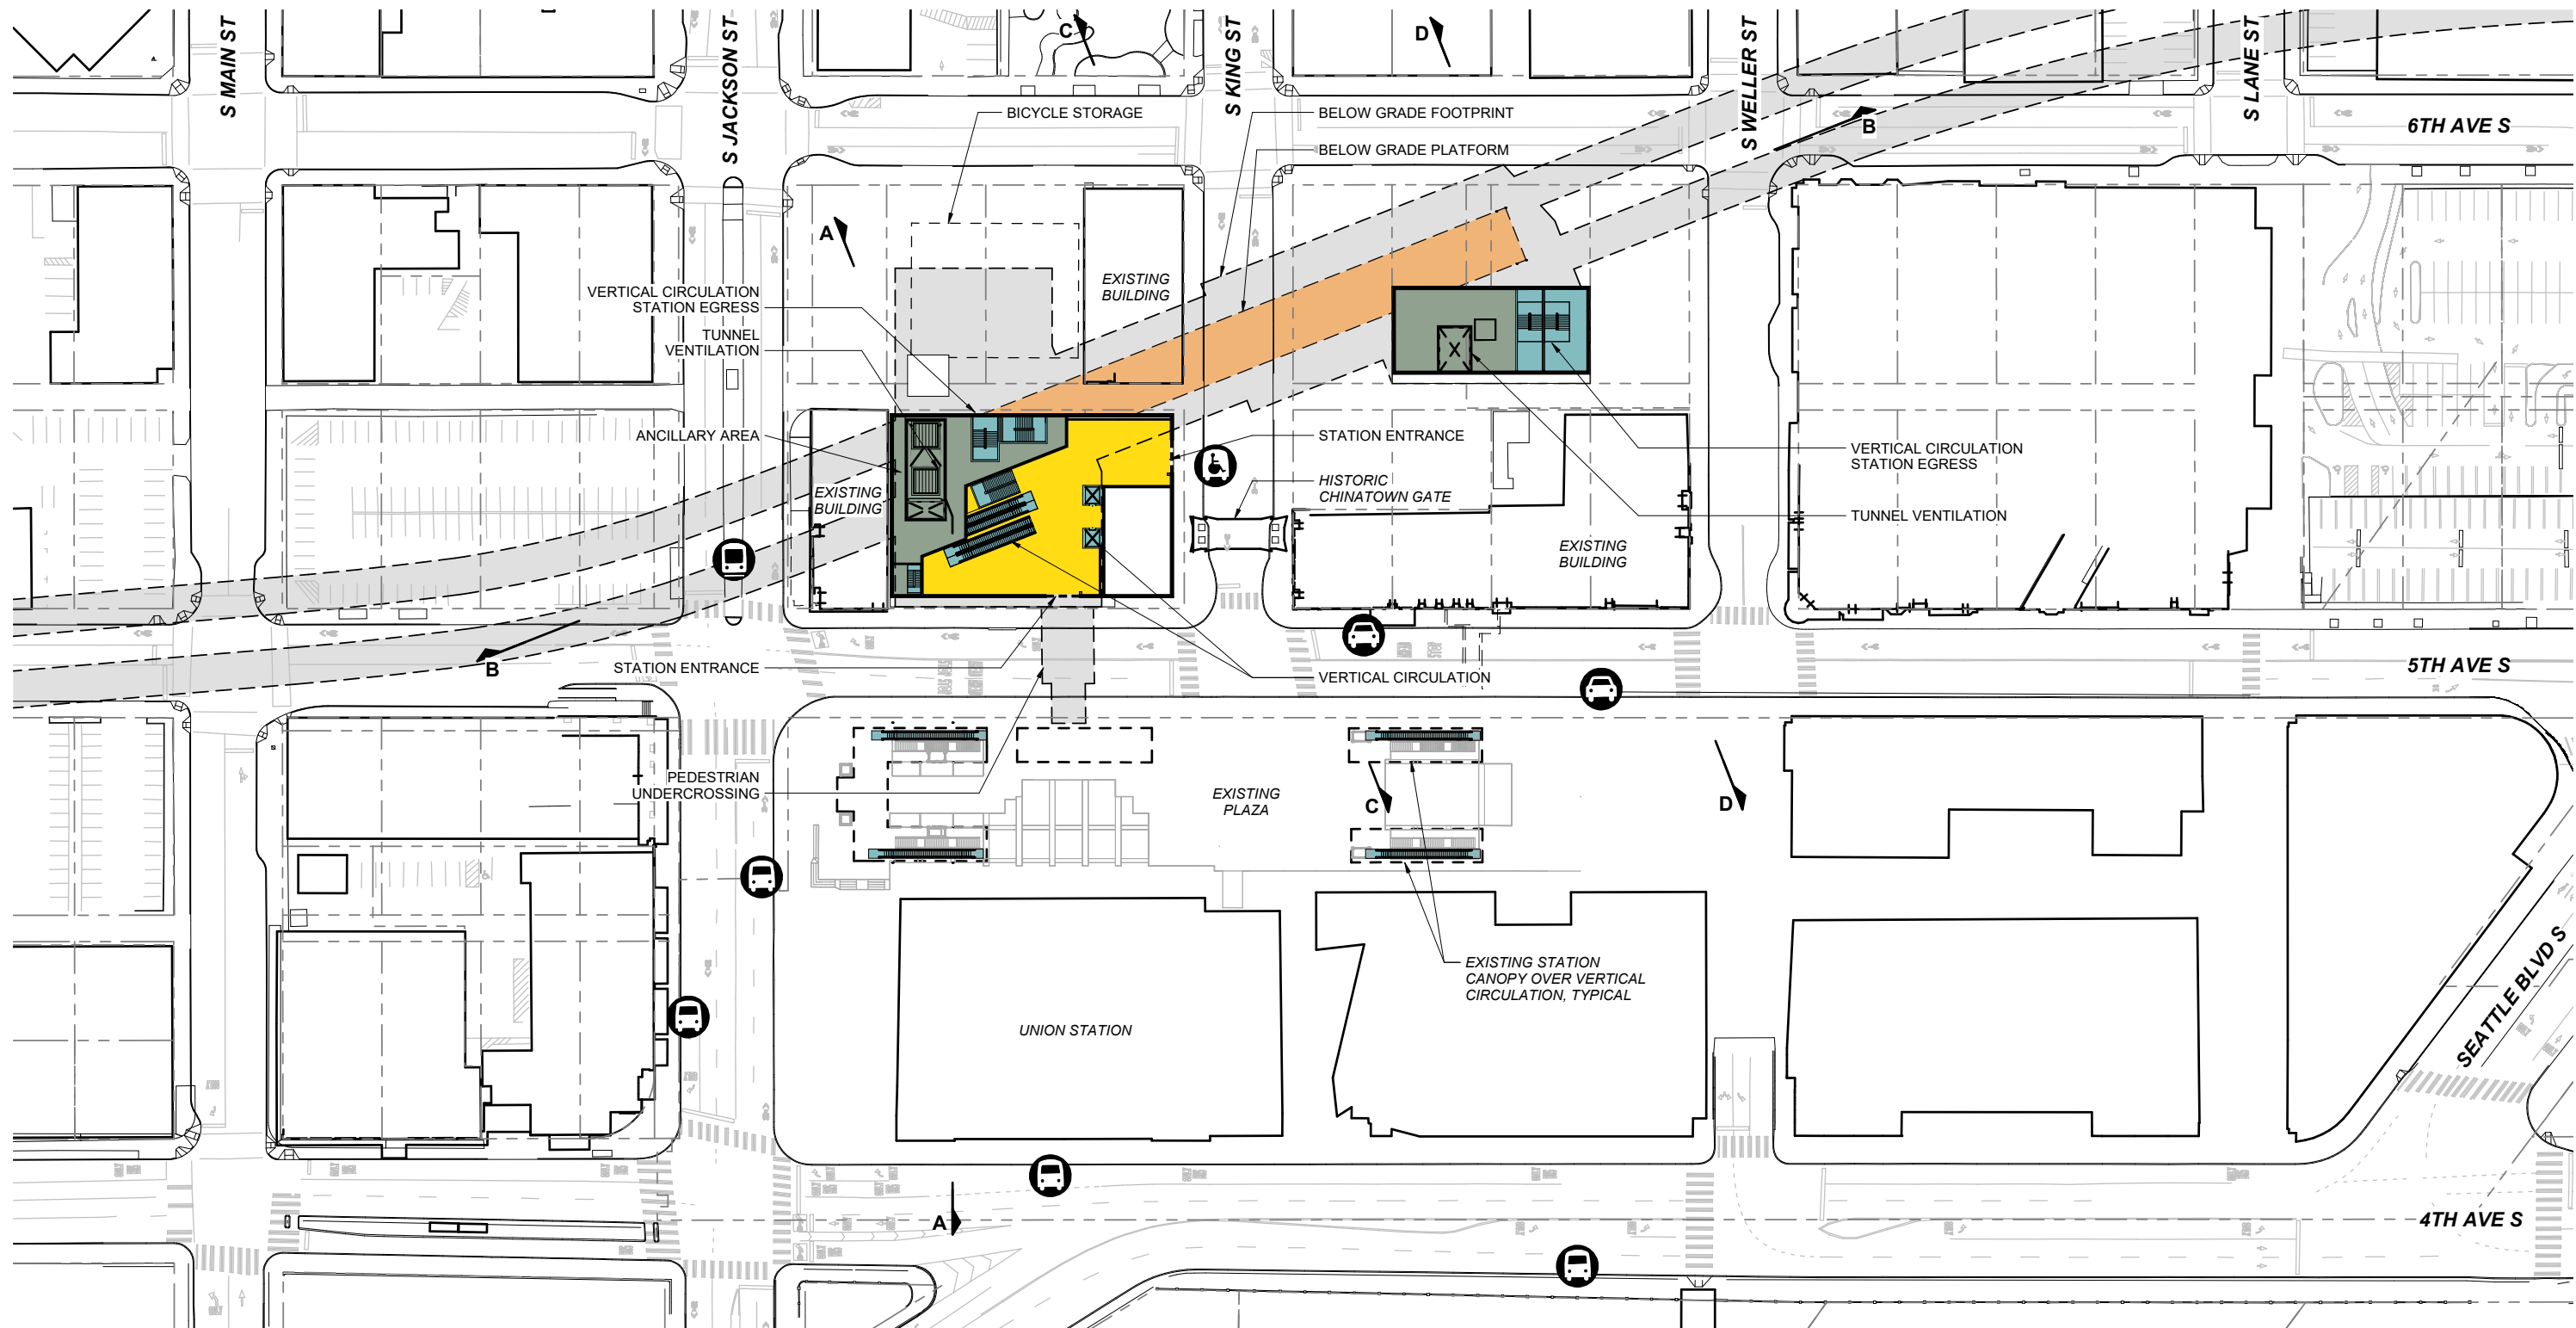 S MAIN ST
S JACKSON ST
C
S KING ST
D
S WELLER ST
S LANE ST
BICYCLE STORAGE
BELOW GRADE FOOTPRINT
B
6TH AVE S
BELOW GRADE PLATFORM
A
EXISTING
BUILDING
VERTICAL CIRCULATION
STATION EGRESS
TUNNEL
VENTILATION
X
ANCILLARY AREA
STATION ENTRANCE
VERTICAL CIRCULATION
STATION EGRESS
EXISTING
BUILDING
HISTORIC
CHINATOWN GATE
TUNNEL VENTILATION
EXISTING
BUILDING
B
STATION ENTRANCE
VERTICAL CIRCULATION
5TH AVE S
PEDESTRIAN
UNDERCROSSING
EXISTING
PLAZA
C
D
EXISTING STATION
CANOPY OVER VERTICAL
CIRCULATION, TYPICAL
UNION STATION
SEATTLE BLVD S
A
4TH AVE S